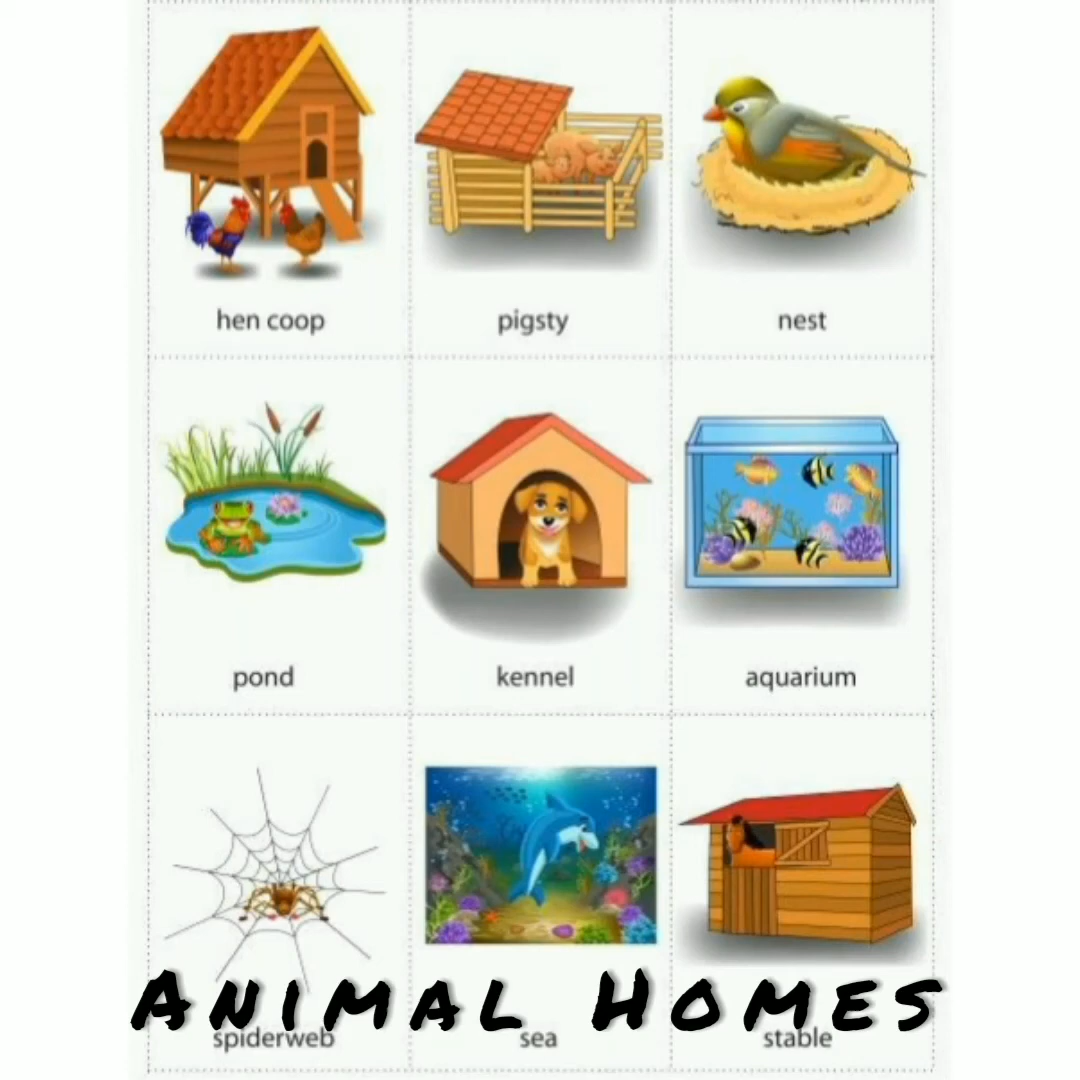 hen coop
pigsty
nest
pond
kennel
aquarium
Animal Homes
spiderweb
sea
stable